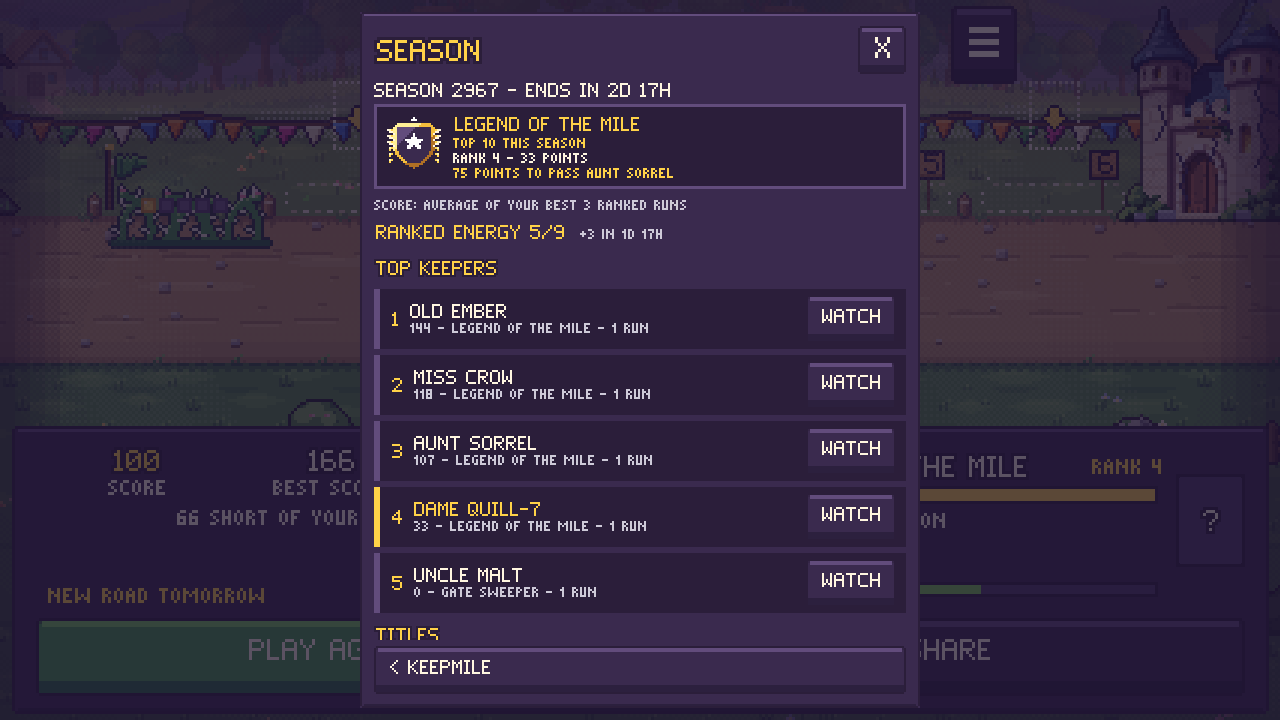 SEASON
X
SEASON 2967 - ENDS IN 2D 17H
LEGEND OF THE MILE
TOP 10 THIS SEASON
RANK 4 - 33 POINTS
75 POINTS TO PASS AUNT SORREL
SCORE: AVERAGE OF YOUR BEST 3 RANKED RUNS
RANKED ENERGY 5/9 +3 IN 1D 17H
TOP KEEPERS
1 OLD EMBER WATCH
144 - LEGEND OF THE MILE - 1 RUN
2 MISS CROW WATCH
118 - LEGEND OF THE MILE - 1 RUN
3 AUNT SORREL WATCH
107 - LEGEND OF THE MILE - 1 RUN
4 DAME QUILL-7 WATCH
33 - LEGEND OF THE MILE - 1 RUN
5 UNCLE MALT WATCH
0 - GATE SWEEPER - 1 RUN
TITLES
< KEEPMILE
5
6
100
SCORE
166
BEST SCO
66 SHORT OF YOUR
NEW ROAD TOMORROW
PLAY AG
THE MILE
RANK 4
ON
?
SHARE